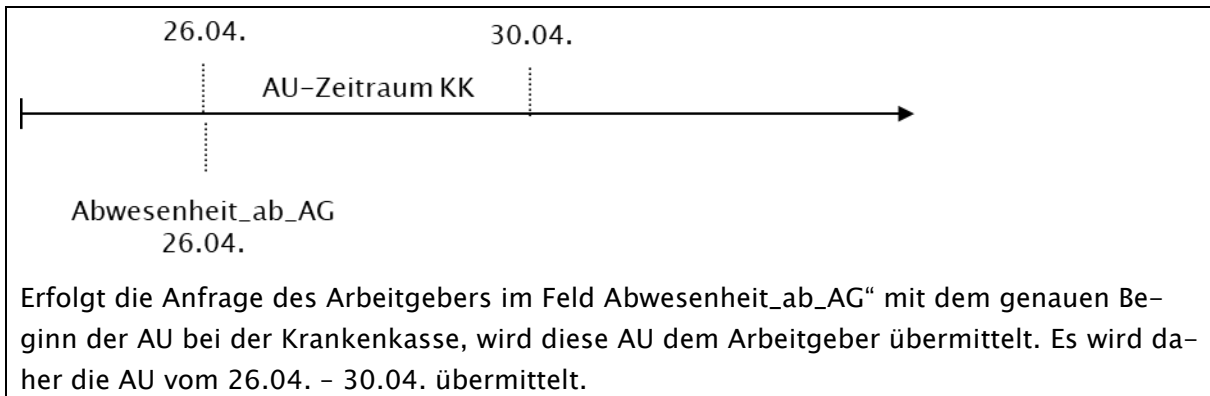 26.04. 30.04.
AU-Zeitraum KK
Abwesenheit_ab_AG
26.04.
Erfolgt die Anfrage des Arbeitgebers im Feld Abwesenheit_ab_AG“ mit dem genauen Be-
ginn der AU bei der Krankenkasse, wird diese AU dem Arbeitgeber übermittelt. Es wird da-
her die AU vom 26.04. – 30.04. übermittelt.